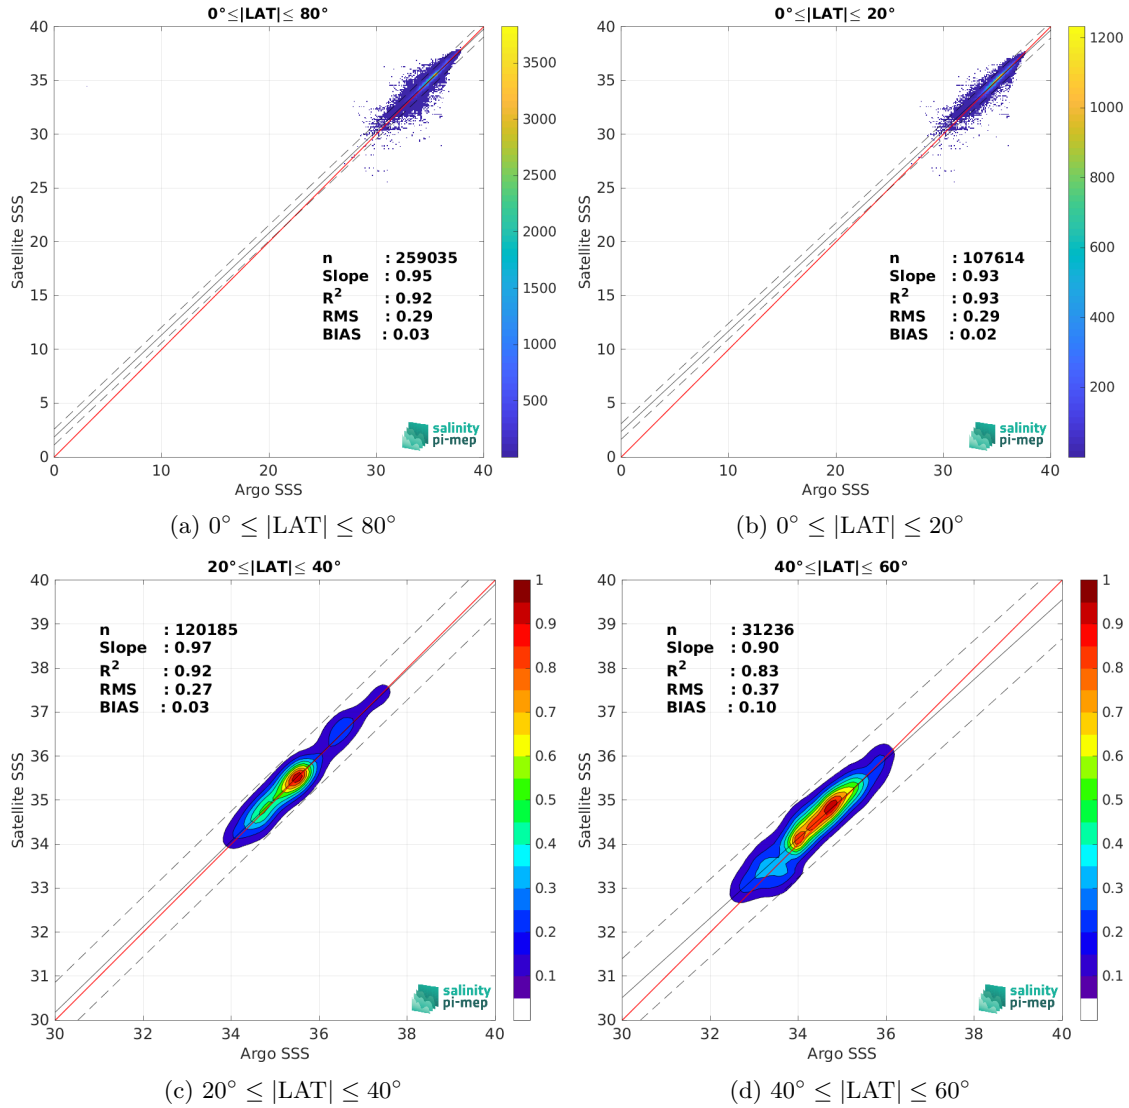 0°≤|LAT|≤ 80°
40
35
30
25
20
15
10
5
0
0
20
30
40
Satellite SSS
Argo SSS
n : 259035
Slope : 0.95
R² : 0.92
RMS : 0.29
BIAS : 0.03
salinity
pi-mep
3500
3000
2500
2000
1500
1000
500
(a) 0° ≤ |LAT| ≤ 80°
0°≤|LAT|≤ 20°
40
35
30
25
20
15
10
5
0
0
10
20
30
40
Satellite SSS
Argo SSS
n : 107614
Slope : 0.93
R² : 0.93
RMS : 0.29
BIAS : 0.02
salinity
pi-mep
1200
1000
800
600
400
200
(b) 0° ≤ |LAT| ≤ 20°
20°≤|LAT|≤ 40°
40
39
38
37
36
35
34
33
32
31
30
30
32
34
36
38
40
Satellite SSS
Argo SSS
n : 120185
Slope : 0.97
R² : 0.92
RMS : 0.27
BIAS : 0.03
salinity
pi-mep
1
0.9
0.8
0.7
0.6
0.5
0.4
0.3
0.2
0.1
(c) 20° ≤ |LAT| ≤ 40°
40°≤|LAT|≤ 60°
40
39
38
37
36
35
34
33
32
31
30
30
32
34
36
38
40
Satellite SSS
Argo SSS
n : 31236
Slope : 0.90
R² : 0.83
RMS : 0.37
BIAS : 0.10
salinity
pi-mep
1
0.9
0.8
0.7
0.6
0.5
0.4
0.3
0.2
0.1
(d) 40° ≤ |LAT| ≤ 60°